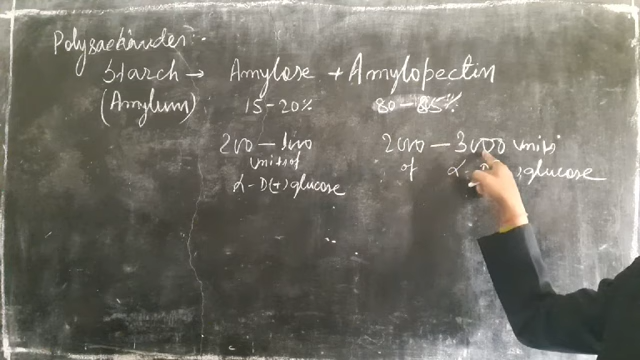 Polysaccharides:-
Starch → Amylose + Amylopectin
(Amylum) 15-20% 80-85%
200-1000 2000-3000 units
units of of α-D glucose
α-D(+)glucose